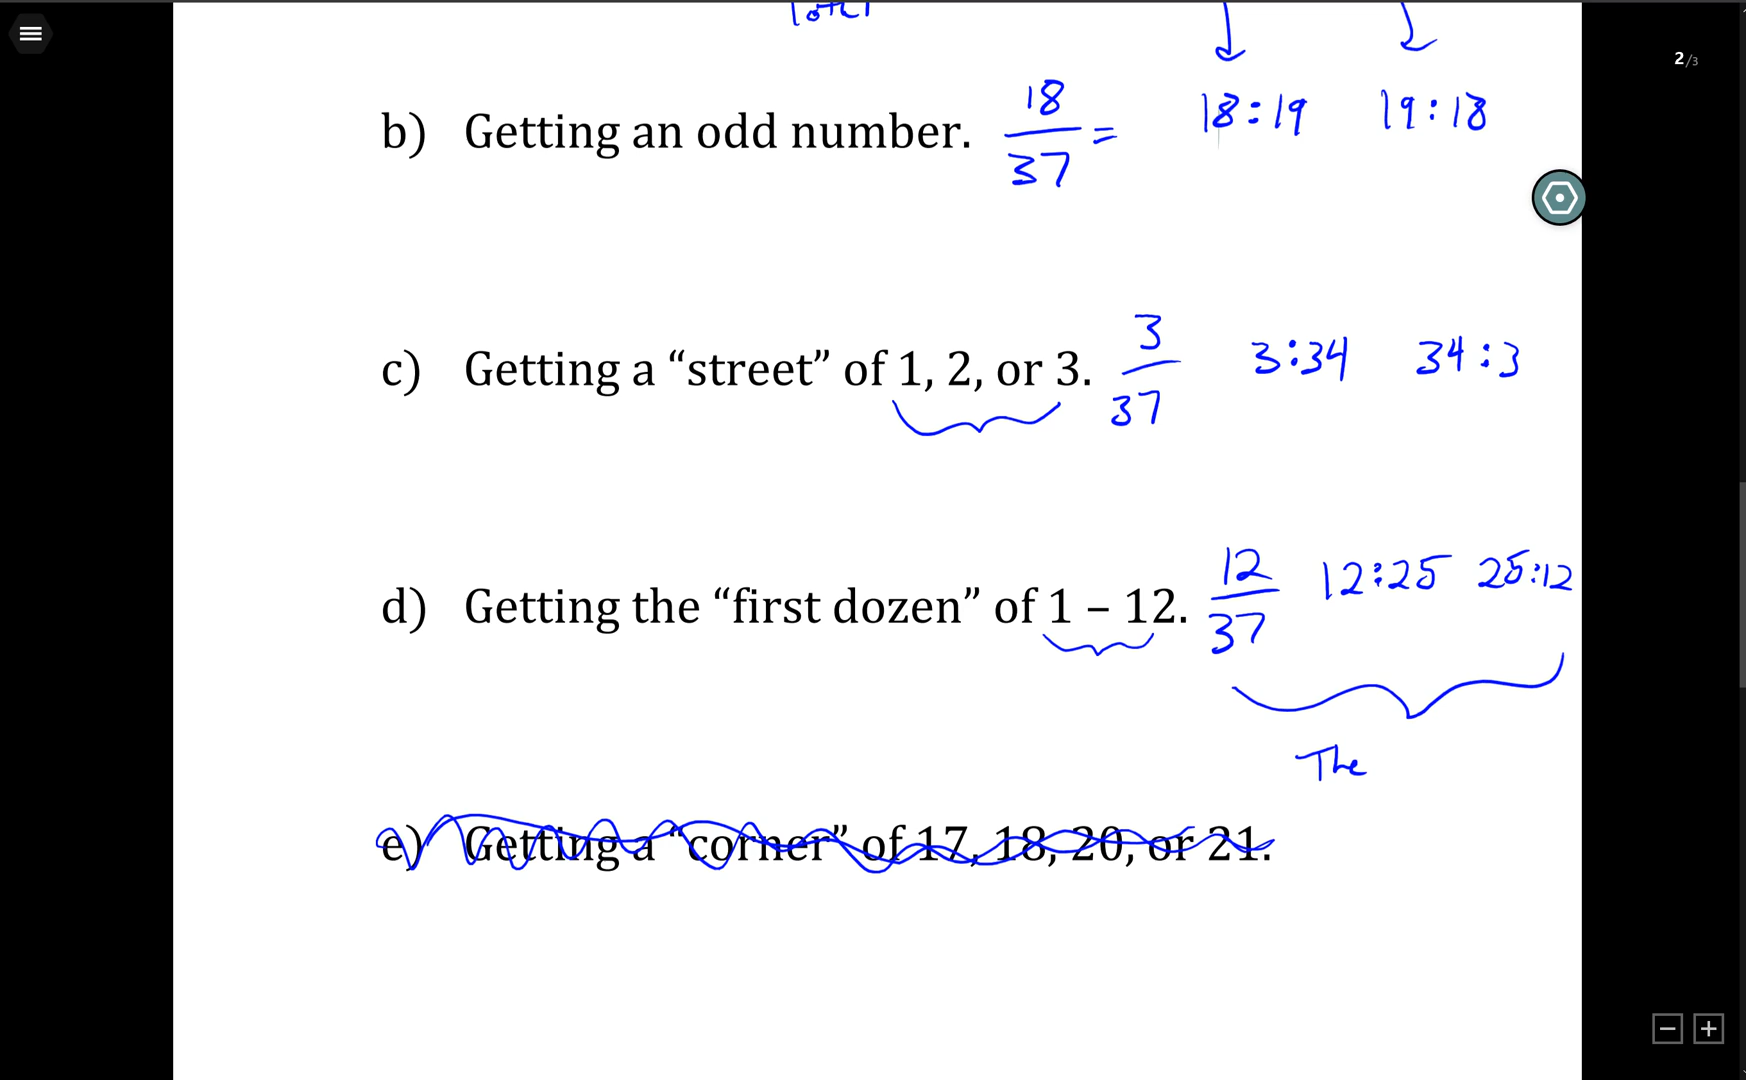 2/3
b) Getting an odd number. 18/37 = 18:19 19:18
c) Getting a “street” of 1, 2, or 3. 3/37 3:34 34:3
d) Getting the “first dozen” of 1 – 12. 12/37 12:25 25:12
The
e) Getting a “corner” of 17, 18, 20, or 21.